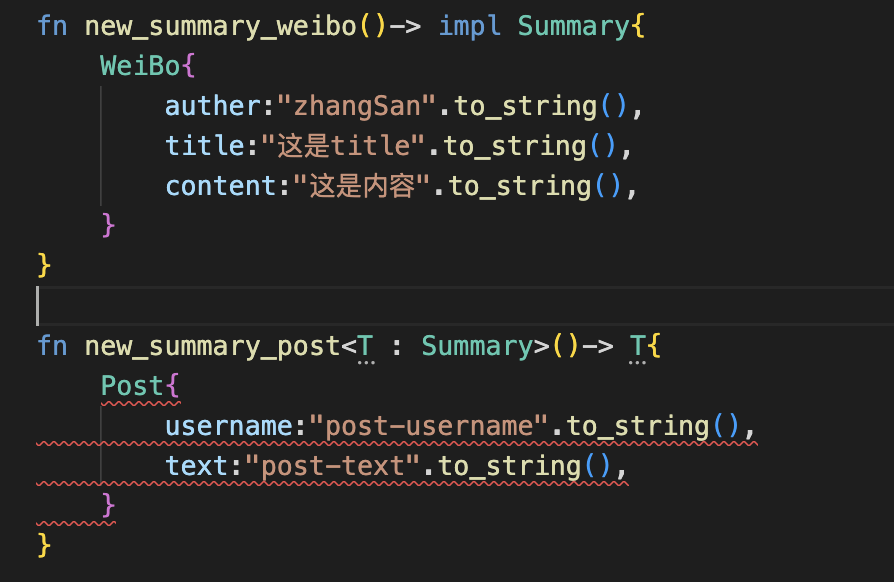 fn new_summary_weibo()-> impl Summary{
    WeiBo{
        auther:"zhangSan".to_string(),
        title:"这是title".to_string(),
        content:"这是内容".to_string(),
    }
}
fn new_summary_post<T : Summary>()-> T{
    Post{
        username:"post-username".to_string(),
        text:"post-text".to_string(),
    }
}